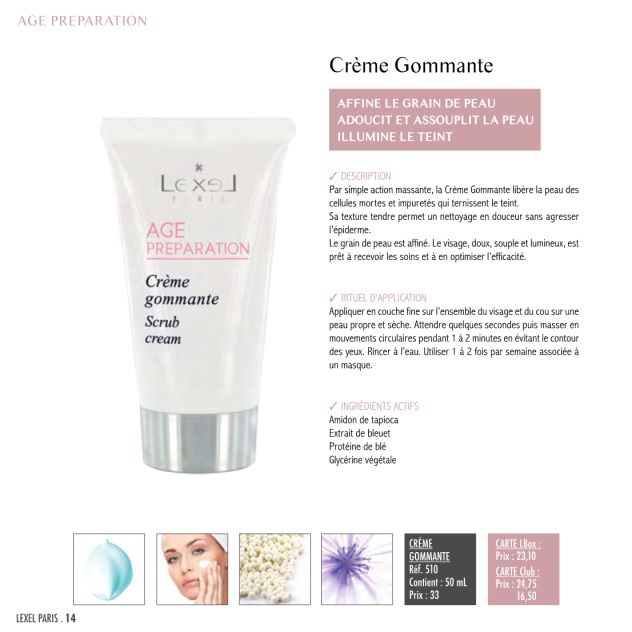 AGE PREPARATION
Crème Gommante
AFFINE LE GRAIN DE PEAU
ADOUCIT ET ASSOUPLIT LA PEAU
ILLUMINE LE TEINT
✓ DESCRIPTION
Par simple action massante, la Crème Gommante libère la peau des
cellules mortes et impuretés qui ternissent le teint.
Sa texture tendre permet un nettoyage en douceur sans agresser
l'épiderme.
Le grain de peau est affiné. Le visage, doux, souple et lumineux, est
prêt à recevoir les soins et à en optimiser l'efficacité.
✓ RITUEL D'APPLICATION
Appliquer en couche fine sur l'ensemble du visage et du cou sur une
peau propre et sèche. Attendre quelques secondes puis masser en
mouvements circulaires pendant 1 à 2 minutes en évitant le contour
des yeux. Rincer à l'eau. Utiliser 1 à 2 fois par semaine associée à
un masque.
✓ INGRÉDIENTS ACTIFS
Amidon de tapioca
Extrait de bleuet
Protéine de blé
Glycérine végétale
Lexel
PARIS
AGE
PREPARATION
Crème
gommante
Scrub
cream
CRÈME
GOMMANTE
Réf. 510
Contient : 50 mL
Prix : 33
CARTE LBox :
Prix : 23,10
CARTE Club :
Prix : 24,75
16,50
LEXEL PARIS . 14